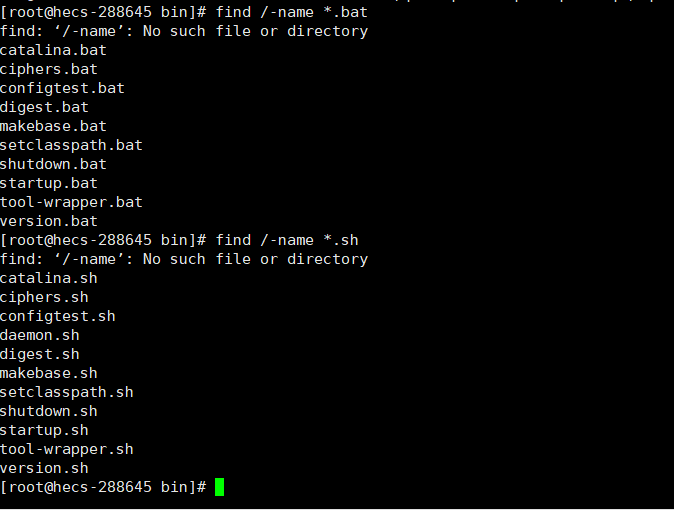 [root@hecs-288645 bin]# find /-name *.bat
find: ‘/-name’: No such file or directory
catalina.bat
ciphers.bat
configtest.bat
digest.bat
makebase.bat
setclasspath.bat
shutdown.bat
startup.bat
tool-wrapper.bat
version.bat
[root@hecs-288645 bin]# find /-name *.sh
find: ‘/-name’: No such file or directory
catalina.sh
ciphers.sh
configtest.sh
daemon.sh
digest.sh
makebase.sh
setclasspath.sh
shutdown.sh
startup.sh
tool-wrapper.sh
version.sh
[root@hecs-288645 bin]#